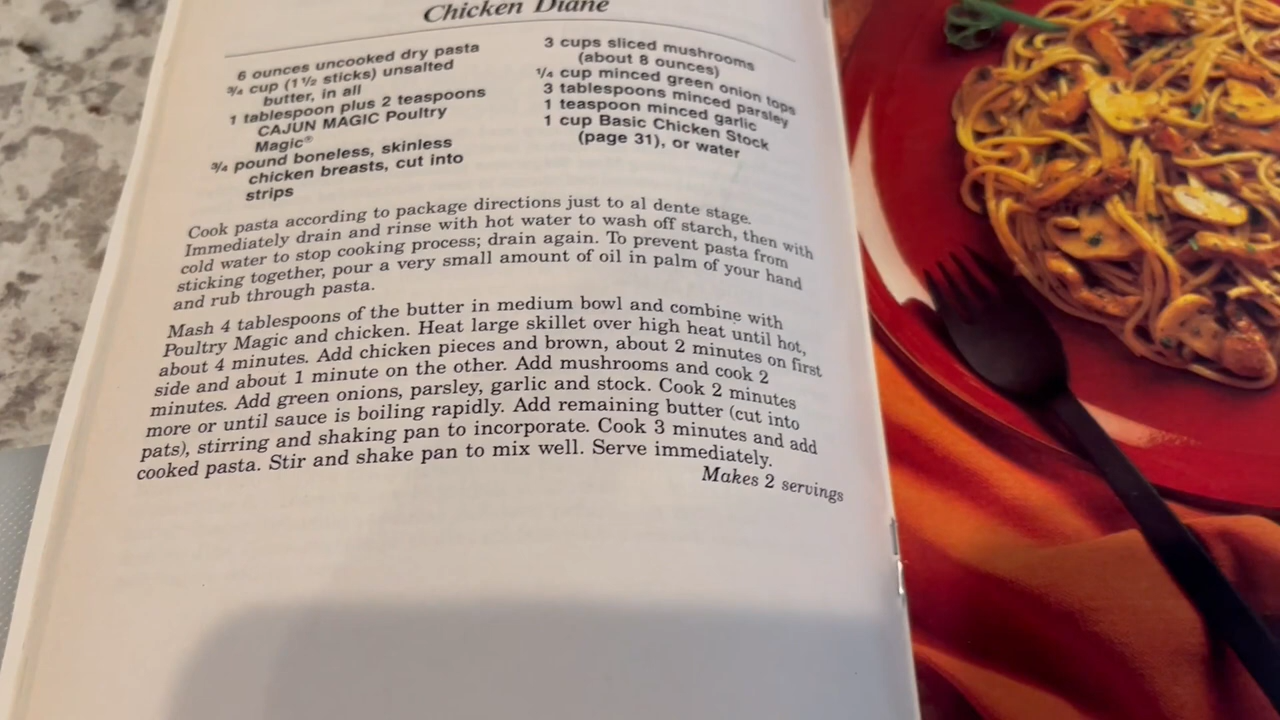 Chicken Diane
6 ounces uncooked dry pasta
¾ cup (1½ sticks) unsalted
butter, in all
1 tablespoon plus 2 teaspoons
CAJUN MAGIC Poultry
Magic®
¾ pound boneless, skinless
chicken breasts, cut into
strips
3 cups sliced mushrooms
(about 8 ounces)
¼ cup minced green onion tops
3 tablespoons minced parsley
1 teaspoon minced garlic
1 cup Basic Chicken Stock
(page 31), or water
Cook pasta according to package directions just to al dente stage.
Immediately drain and rinse with hot water to wash off starch, then with
cold water to stop cooking process; drain again. To prevent pasta from
sticking together, pour a very small amount of oil in palm of your hand
and rub through pasta.
Mash 4 tablespoons of the butter in medium bowl and combine with
Poultry Magic and chicken. Heat large skillet over high heat until hot,
about 4 minutes. Add chicken pieces and brown, about 2 minutes on first
side and about 1 minute on the other. Add mushrooms and cook 2
minutes. Add green onions, parsley, garlic and stock. Cook 2 minutes
more or until sauce is boiling rapidly. Add remaining butter (cut into
pats), stirring and shaking pan to incorporate. Cook 3 minutes and add
cooked pasta. Stir and shake pan to mix well. Serve immediately.
Makes 2 servings